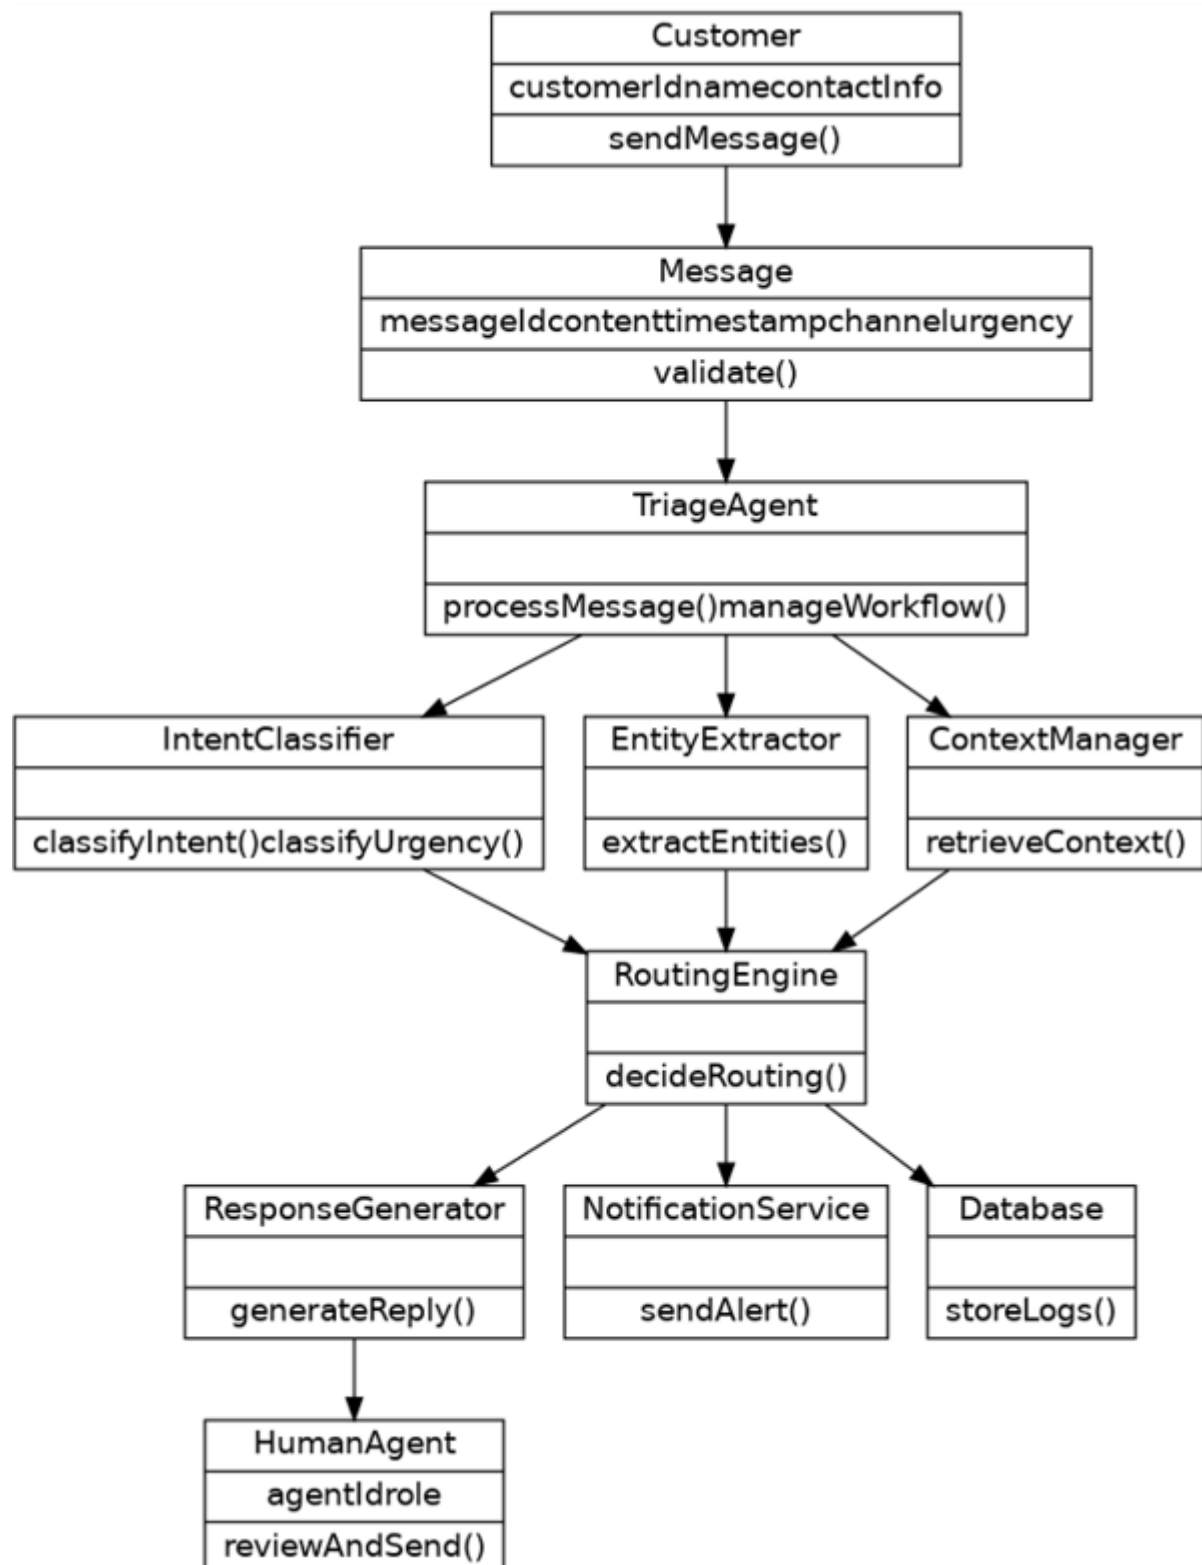 Customer
customerIdnamecontactInfo
sendMessage()
Message
messageIdcontenttimestampchannelurgency
validate()
TriageAgent
processMessage()manageWorkflow()
IntentClassifier
classifyIntent()classifyUrgency()
EntityExtractor
extractEntities()
ContextManager
retrieveContext()
RoutingEngine
decideRouting()
ResponseGenerator
generateReply()
NotificationService
sendAlert()
Database
storeLogs()
HumanAgent
agentIdrole
reviewAndSend()